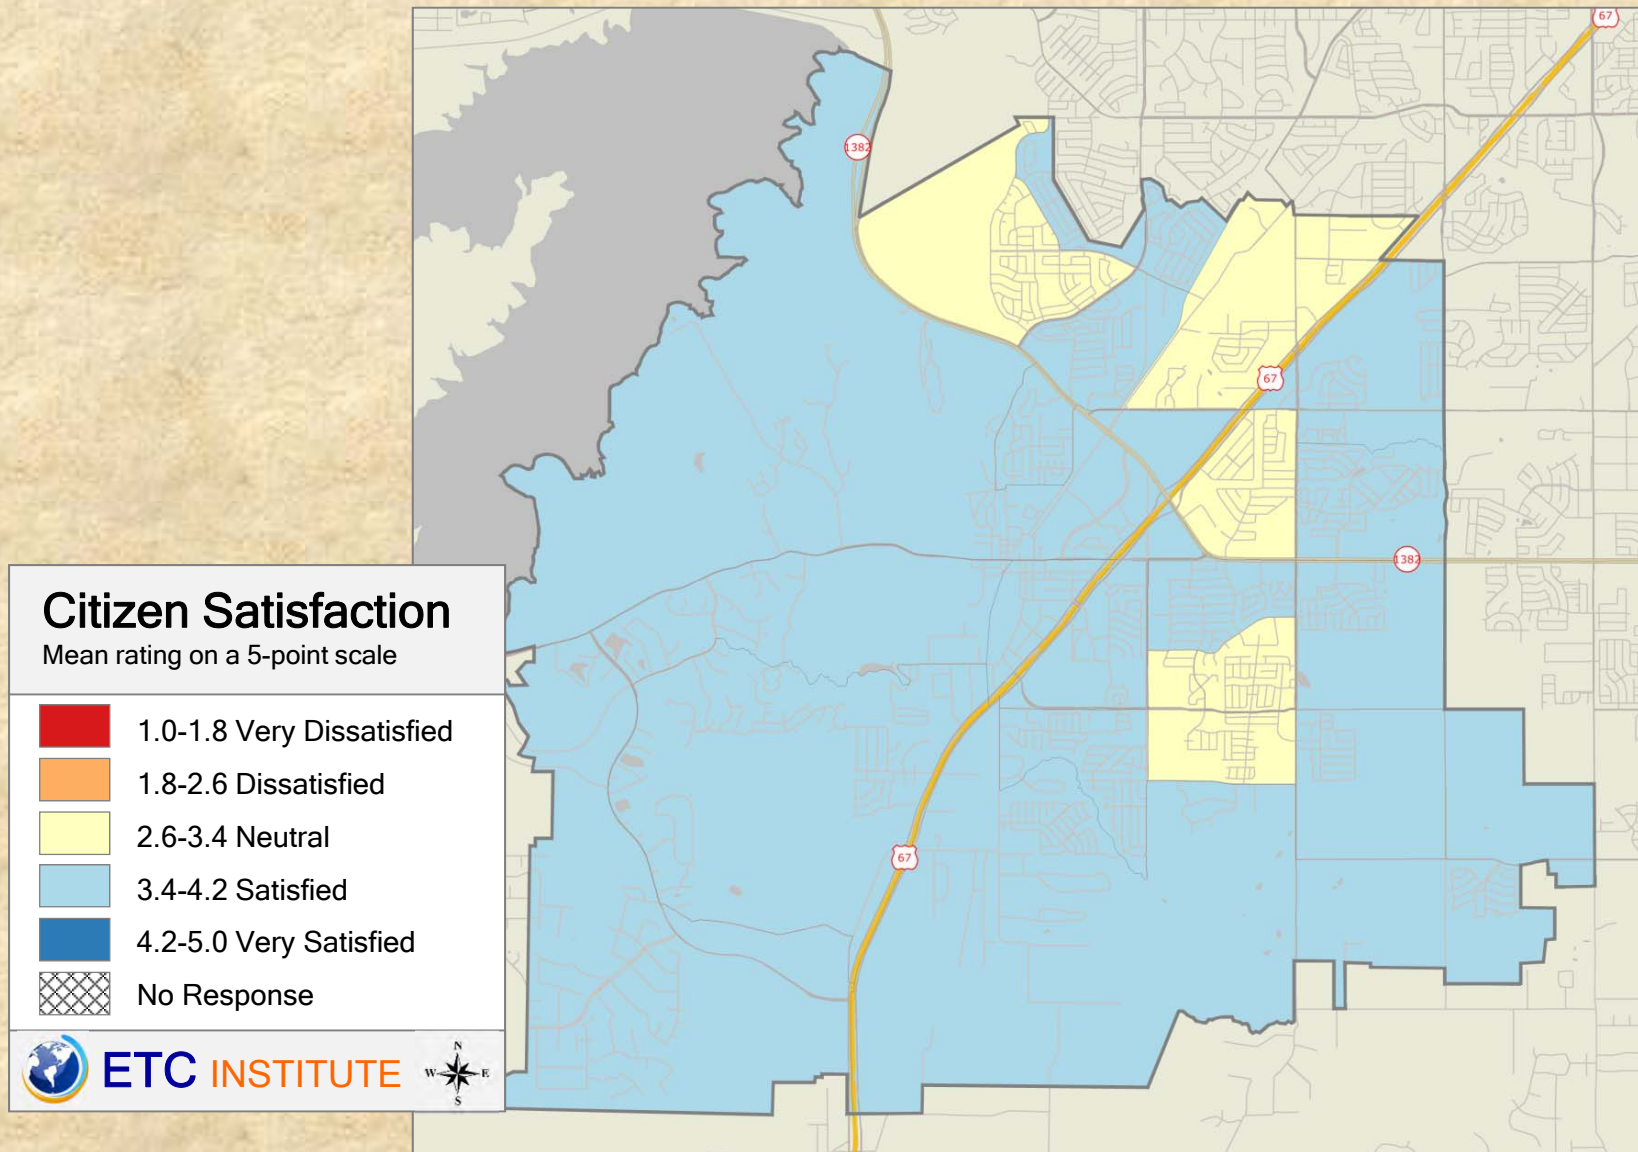 67
1382
67
1382
67
Citizen Satisfaction
Mean rating on a 5-point scale
1.0-1.8 Very Dissatisfied
1.8-2.6 Dissatisfied
2.6-3.4 Neutral
3.4-4.2 Satisfied
4.2-5.0 Very Satisfied
No Response
ETC INSTITUTE
N
W E
S